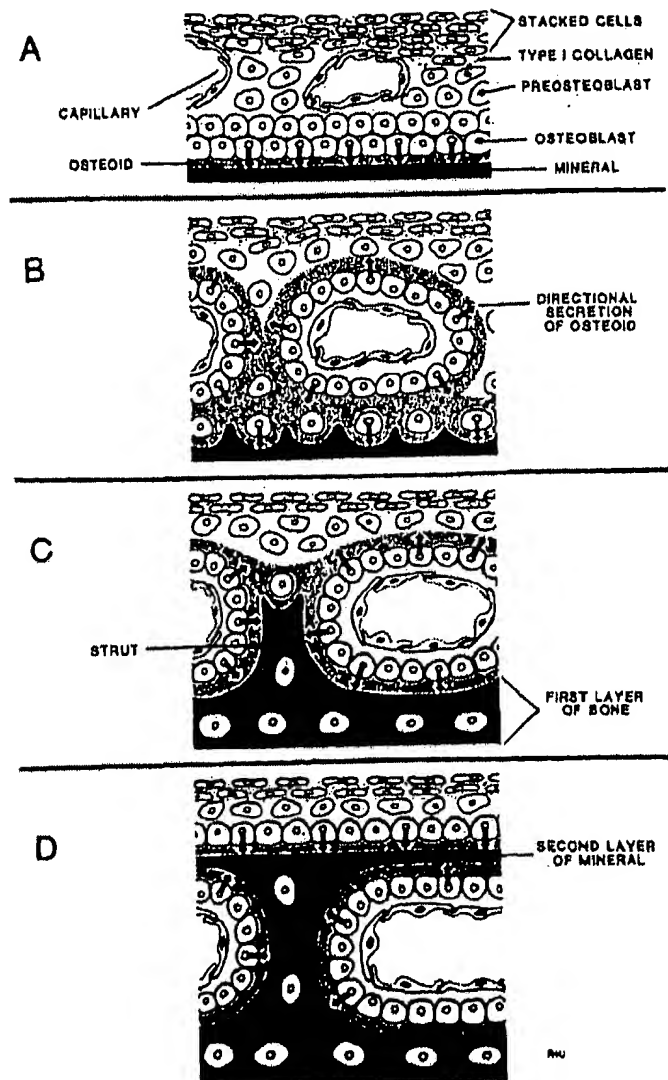 A
STACKED CELLS
TYPE I COLLAGEN
PREOSTEOBLAST
CAPILLARY
OSTEOBLAST
OSTEOID
MINERAL
B
DIRECTIONAL
SECRETION
OF OSTEOID
C
STRUT
FIRST LAYER
OF BONE
D
SECOND LAYER
OF MINERAL